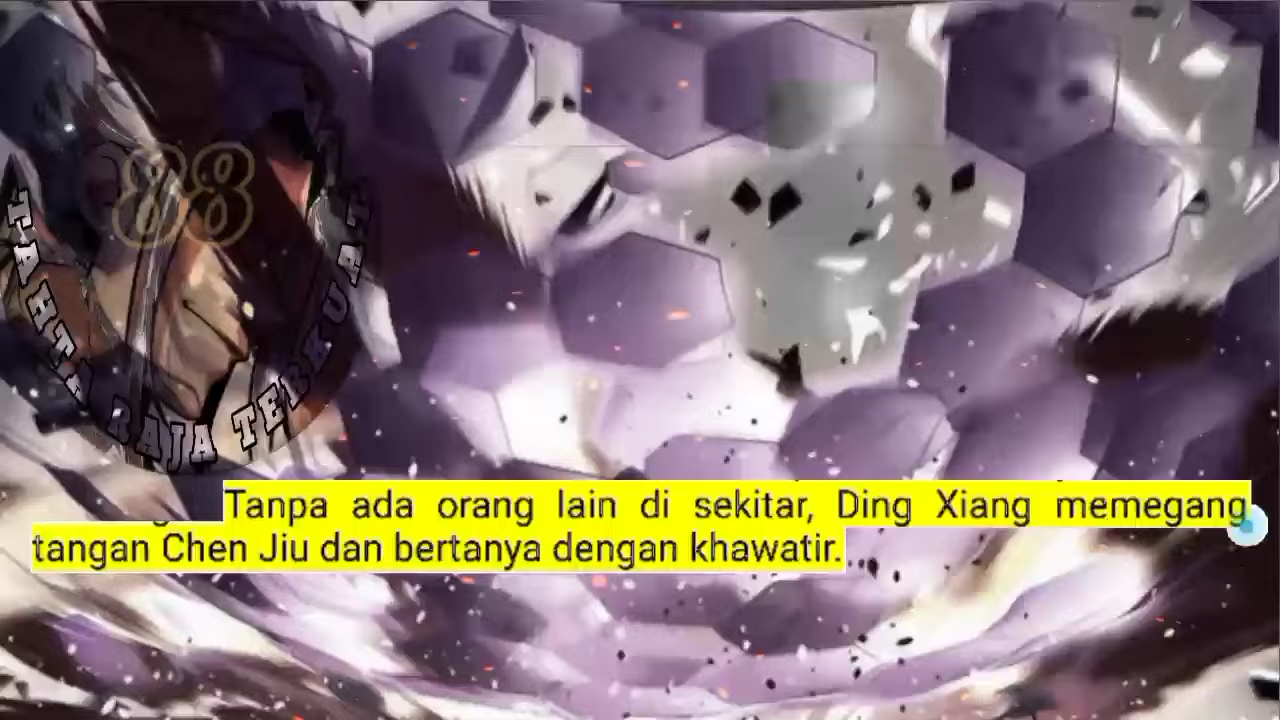 88
TAHTA RAJA TERKUAT
Tanpa ada orang lain di sekitar, Ding Xiang memegang
tangan Chen Jiu dan bertanya dengan khawatir.